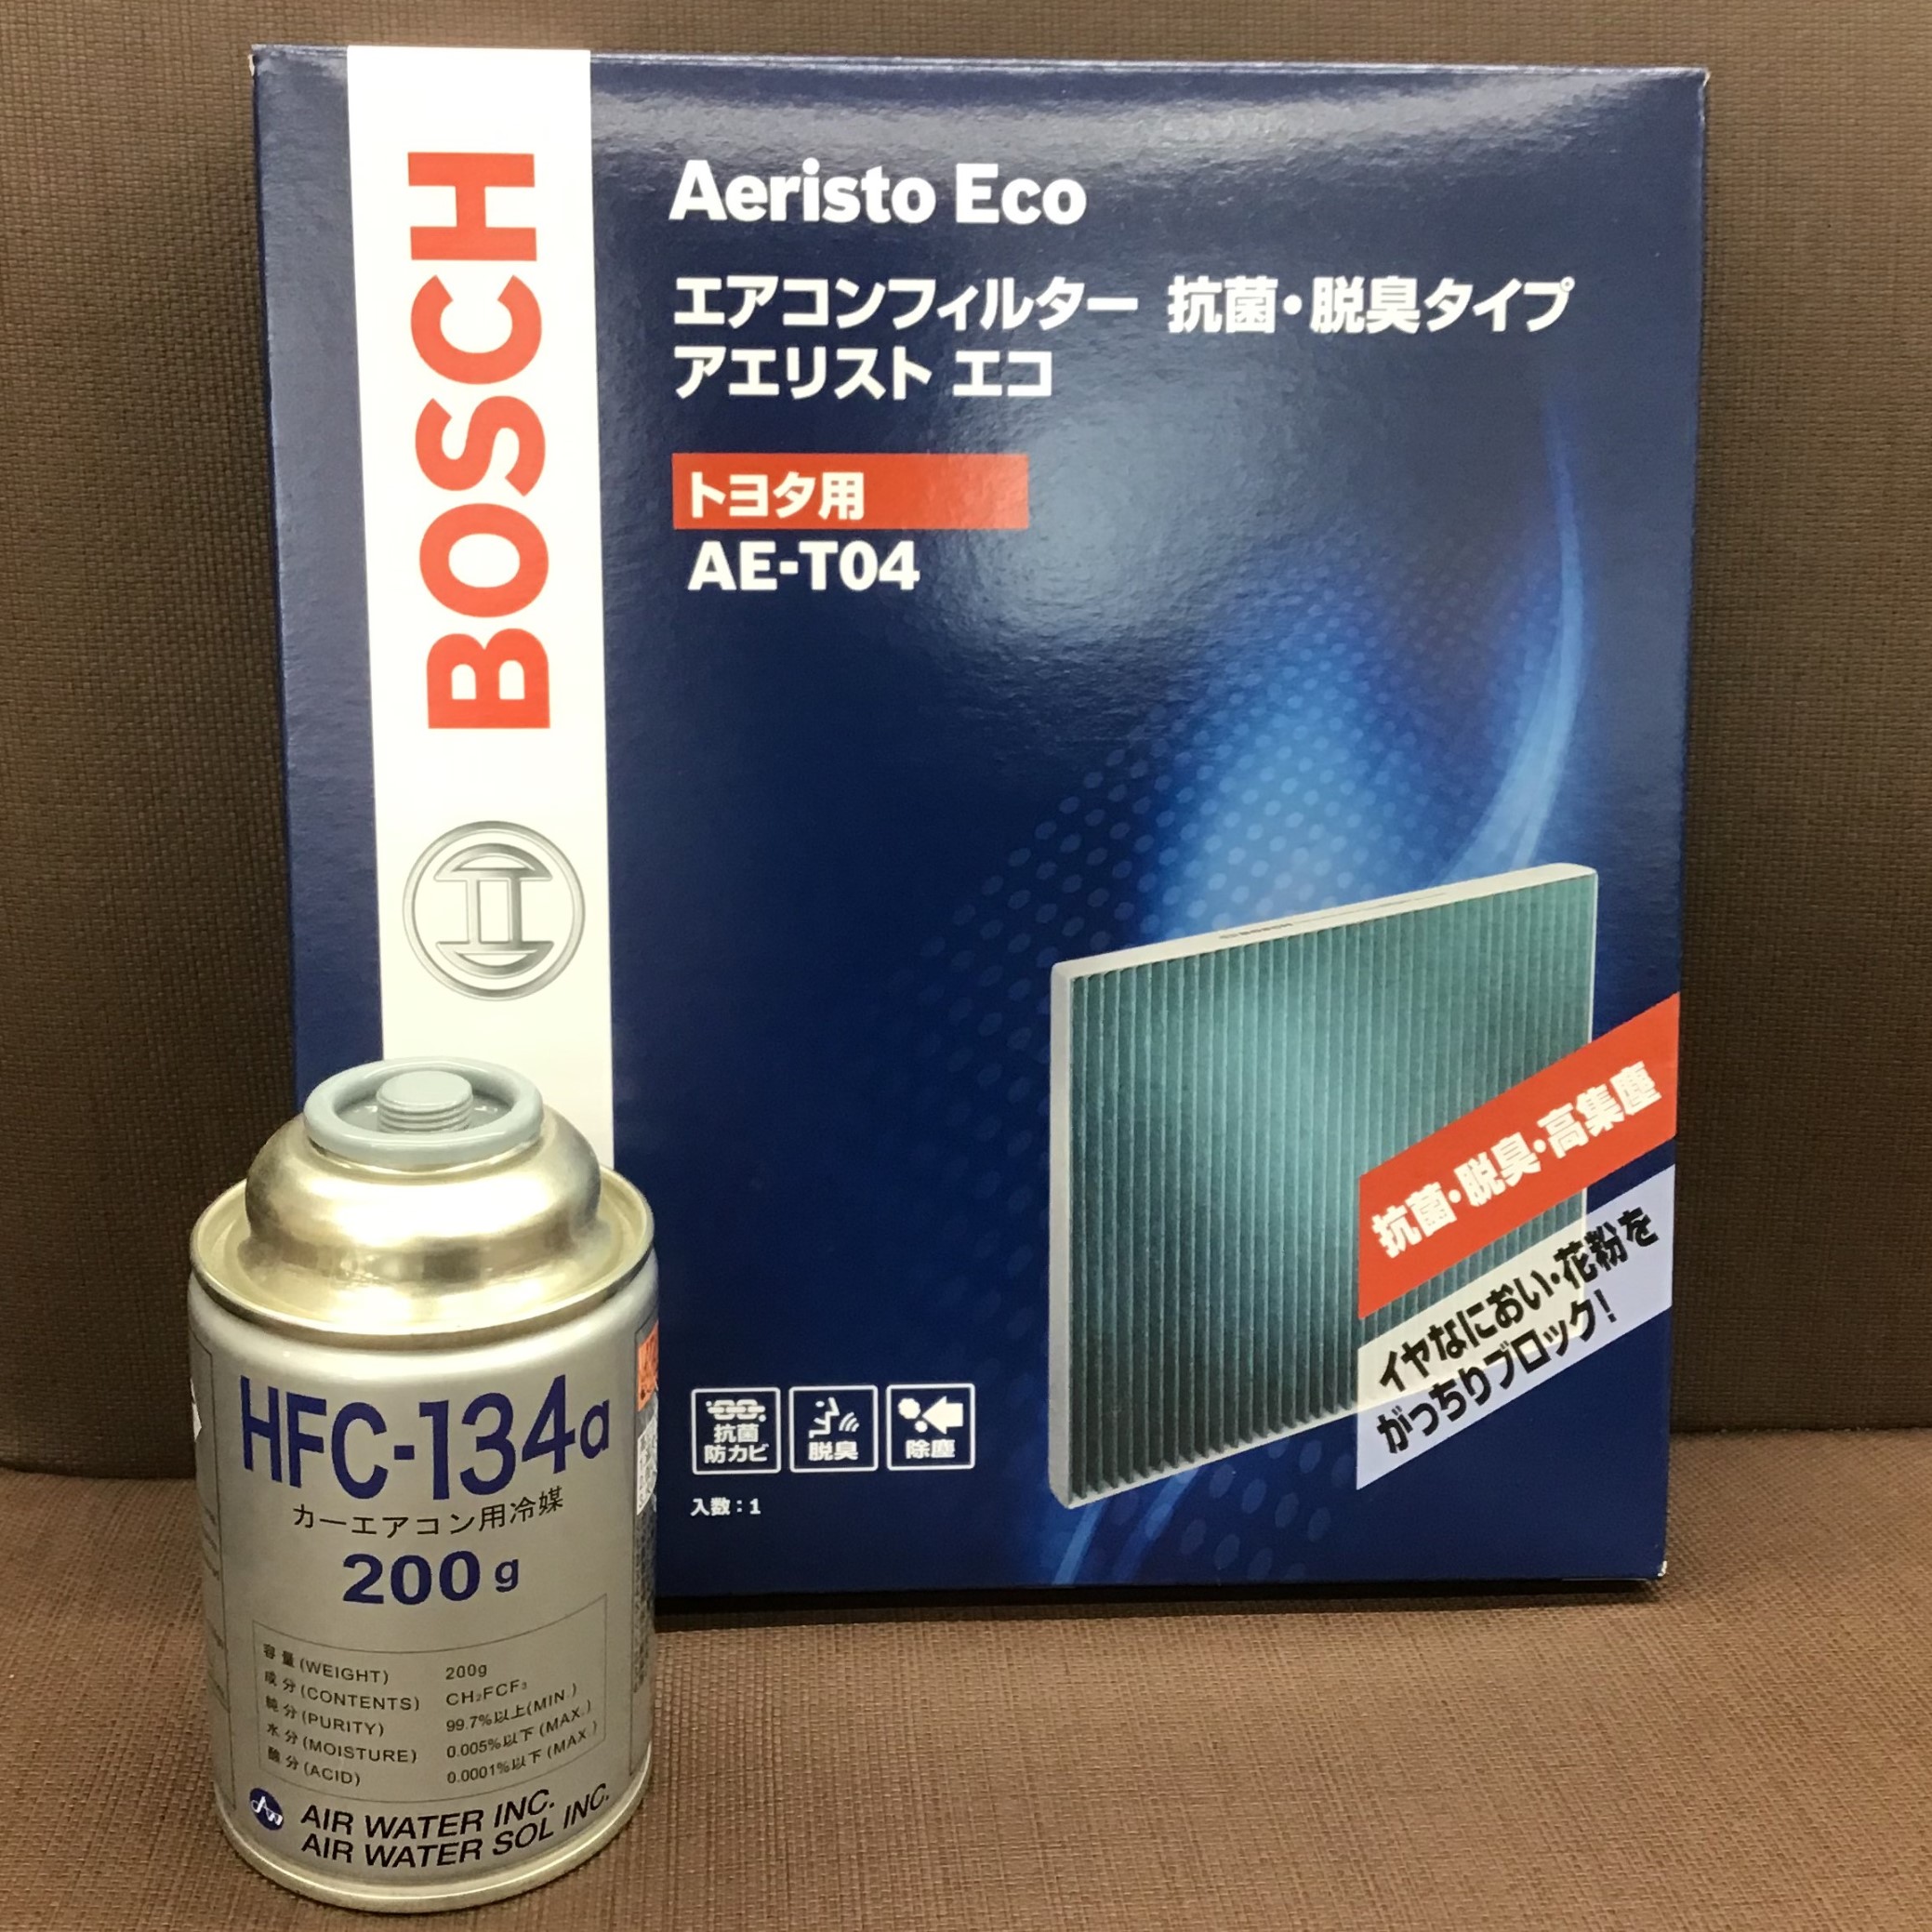 BOSCH
Aeristo Eco
エアコンフィルター 抗菌・脱臭タイプ
アエリスト エコ
トヨタ用
AE-T04
抗菌・脱臭・高集塵
イヤなにおい・花粉を
がっちりブロック!
抗菌
防カビ
脱臭
除塵
入数:1
HFC-134a
カーエアコン用冷媒
200g
容量(WEIGHT) 200g
成分(CONTENTS) CH₂FCF₃
純分(PURITY) 99.7%以上(MIN.)
水分(MOISTURE) 0.005%以下(MAX.)
酸分(ACID) 0.0001%以下(MAX.)
AIR WATER INC.
AIR WATER SOL INC.